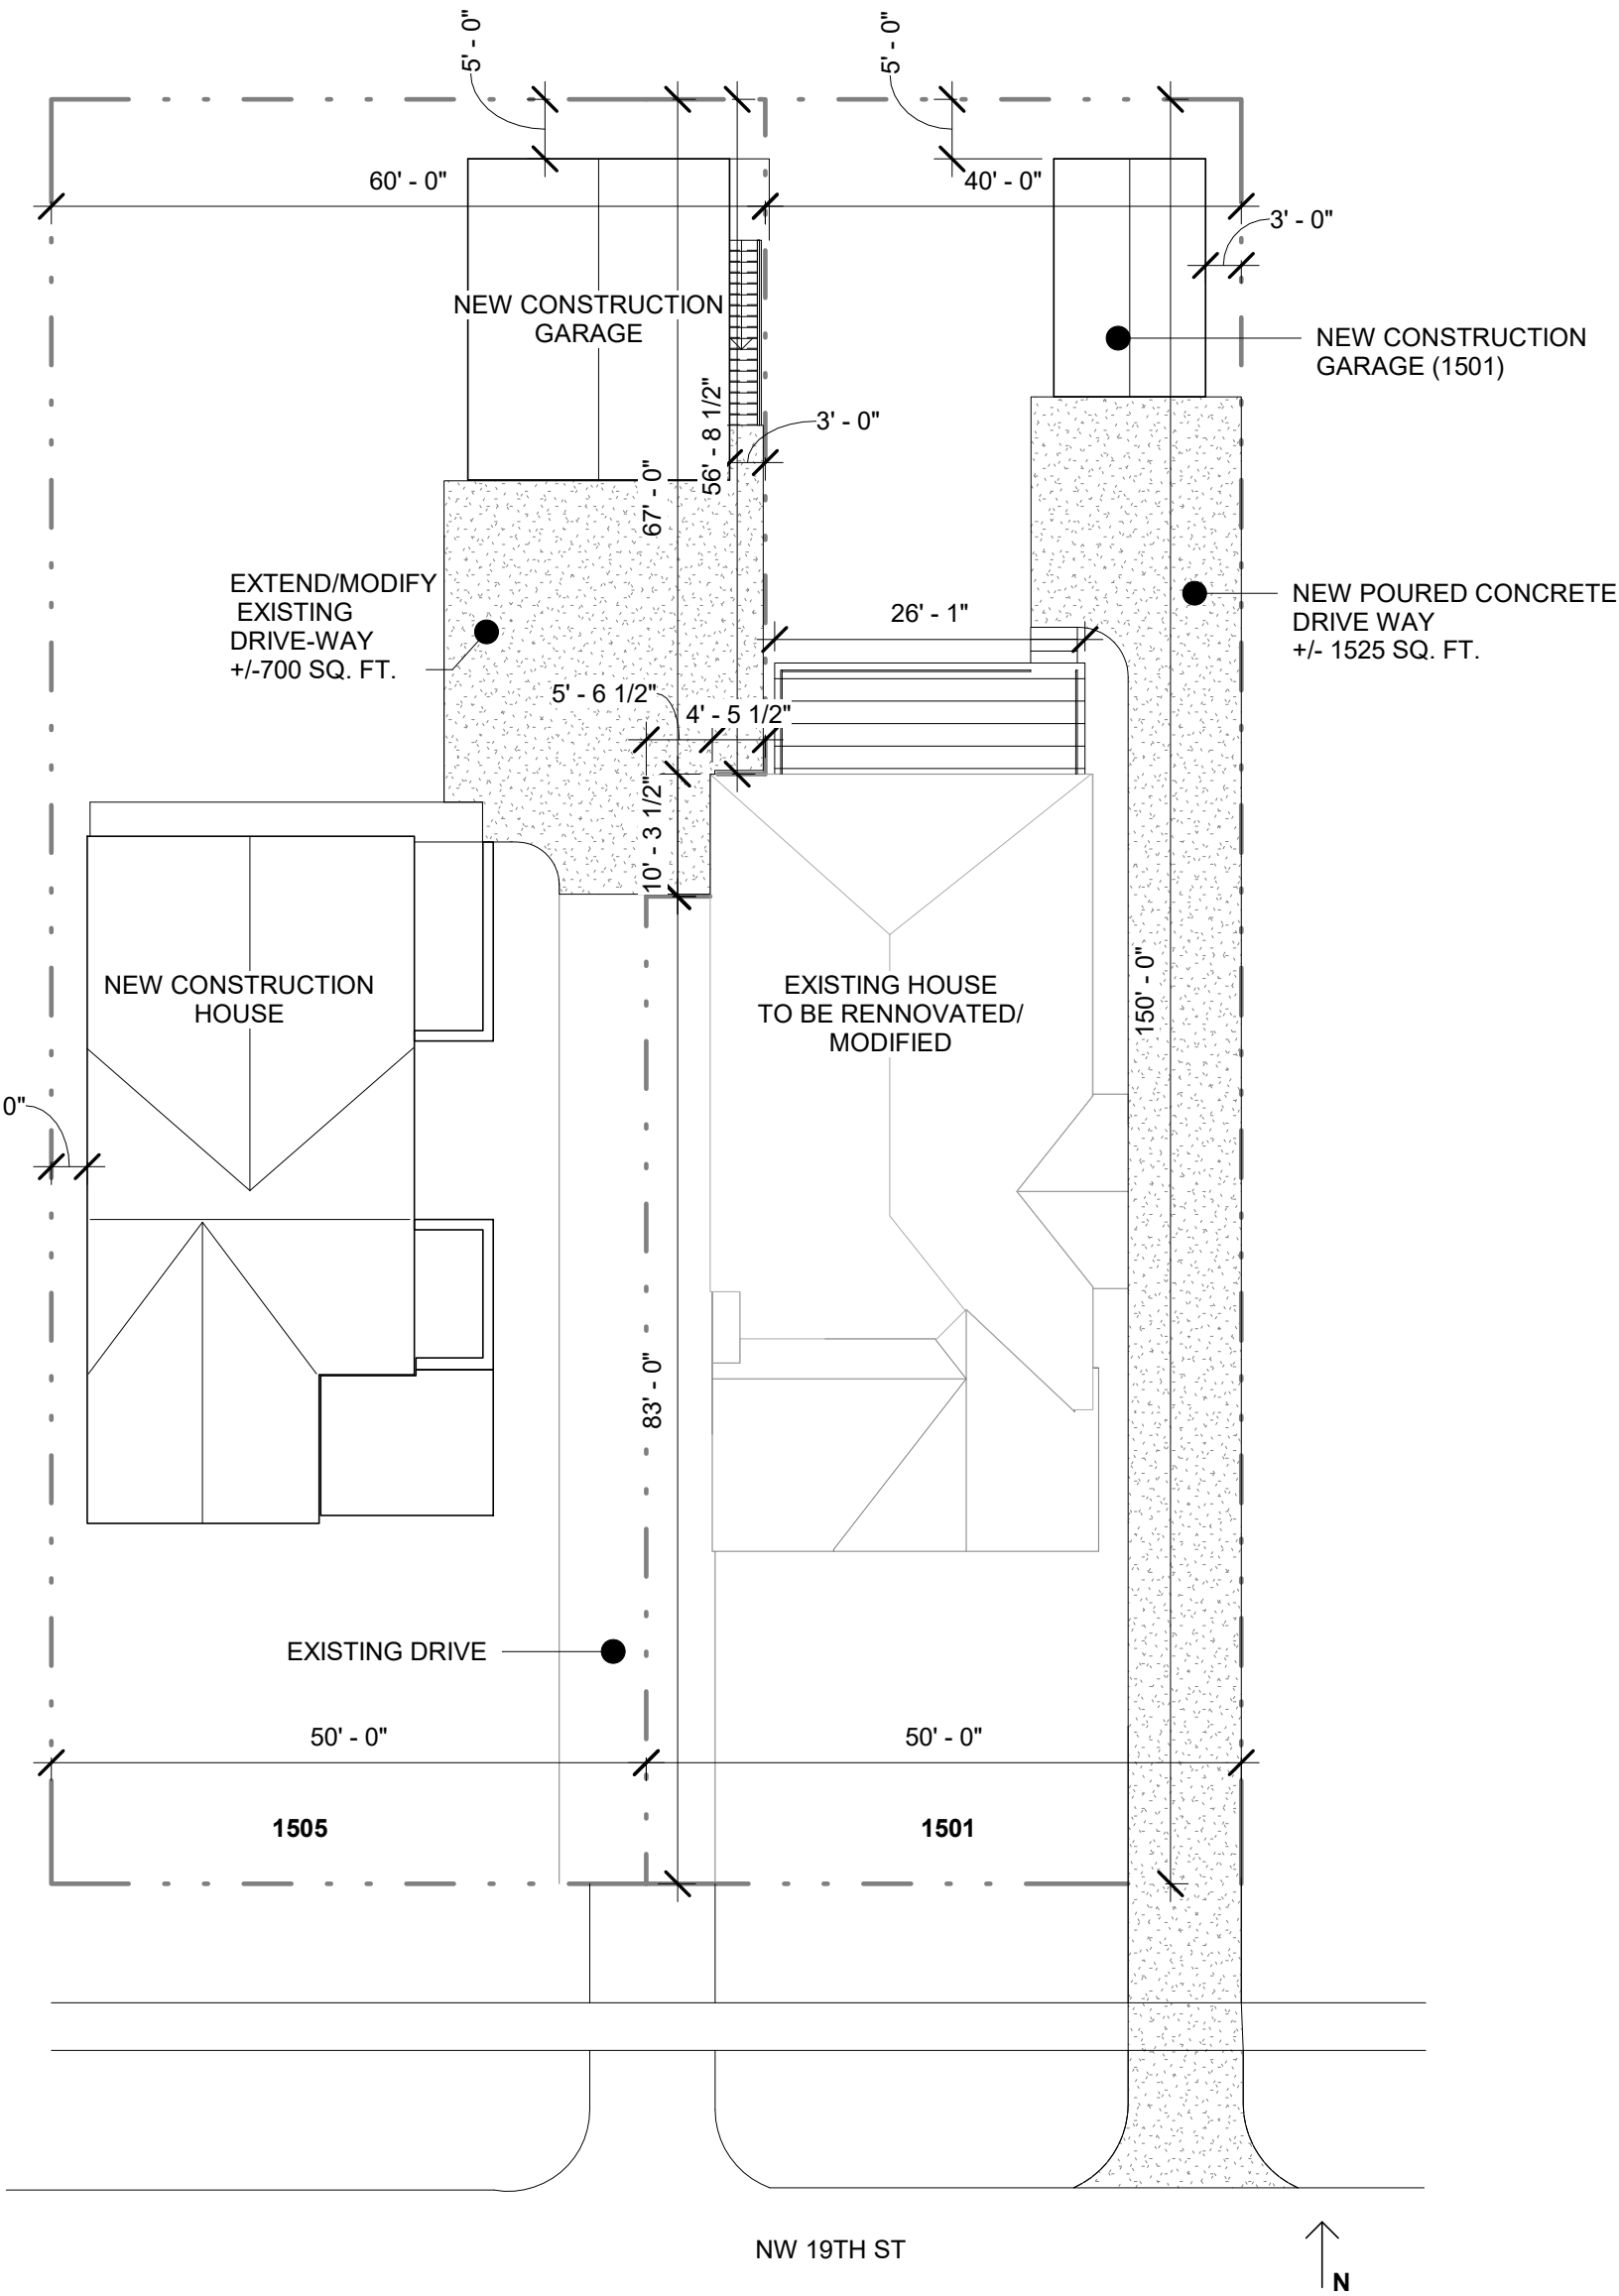 5' - 0"
5' - 0"
60' - 0"
40' - 0"
3' - 0"
NEW CONSTRUCTION
GARAGE
NEW CONSTRUCTION
GARAGE (1501)
56' - 8 1/2"
3' - 0"
67' - 0"
EXTEND/MODIFY
EXISTING
DRIVE-WAY
+/-700 SQ. FT.
26' - 1"
NEW POURED CONCRETE
DRIVE WAY
+/- 1525 SQ. FT.
5' - 6 1/2"
4' - 5 1/2"
10' - 3 1/2"
NEW CONSTRUCTION
HOUSE
EXISTING HOUSE
TO BE RENNOVATED/
MODIFIED
150' - 0"
0"
83' - 0"
EXISTING DRIVE
50' - 0"
50' - 0"
1505
1501
NW 19TH ST
N